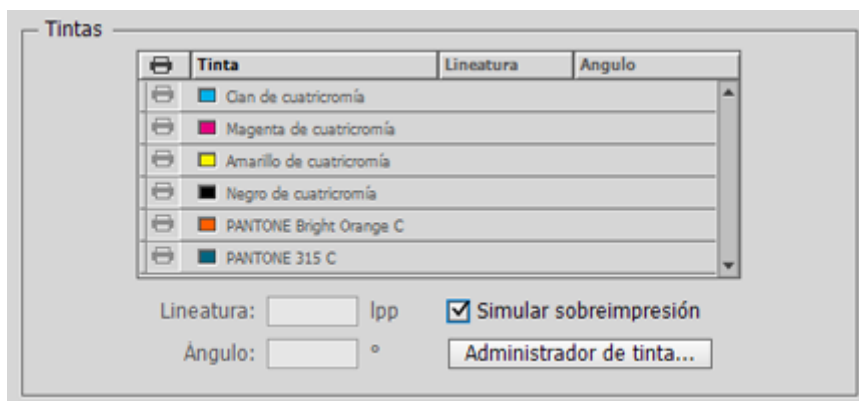 Tintas
Tinta Lineatura Angulo
Cian de cuatricromía
Magenta de cuatricromía
Amarillo de cuatricromía
Negro de cuatricromía
PANTONE Bright Orange C
PANTONE 315 C
Lineatura: lpp Simular sobreimpresión
Ángulo: ° Administrador de tinta...